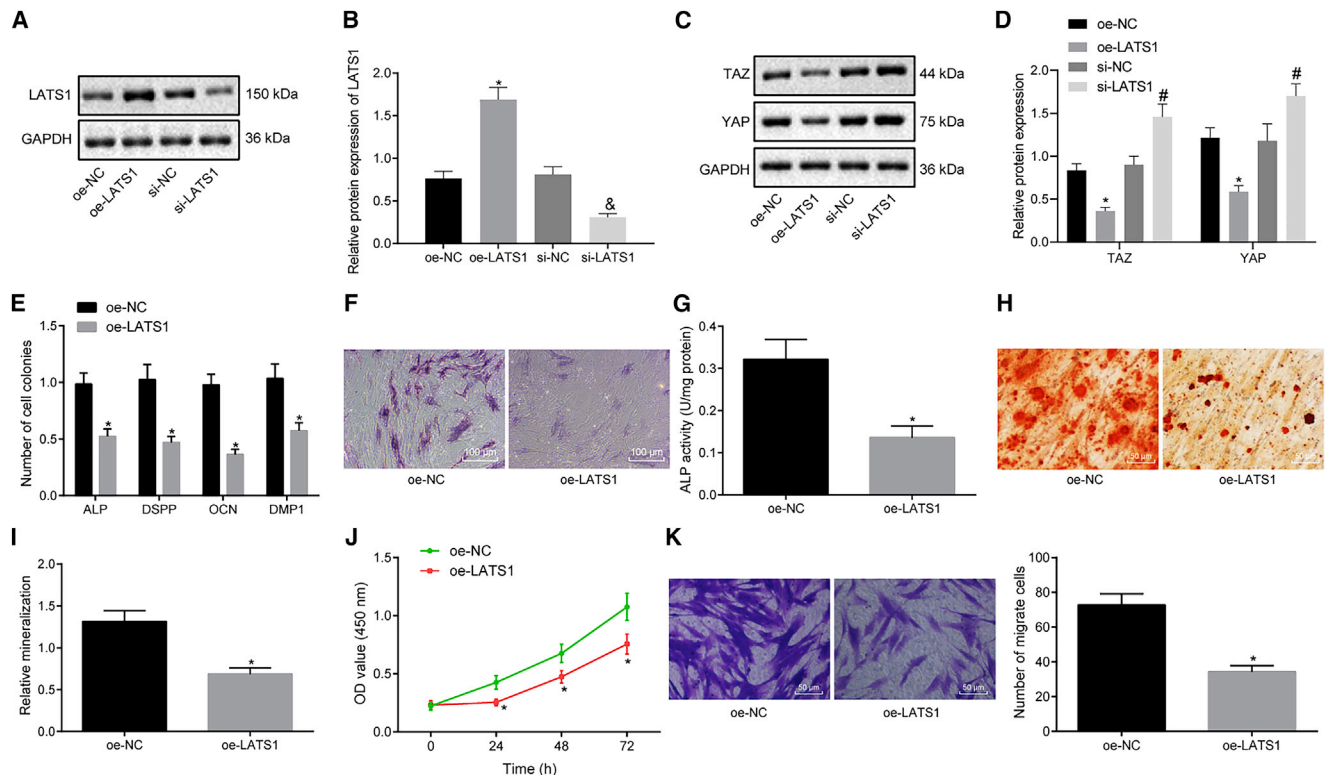 A
LATS1
150 kDa
GAPDH
36 kDa
oe-NC
oe-LATS1
si-NC
si-LATS1
B
Relative protein expression of LATS1
2.0
1.5
1.0
0.5
0.0
*
&
oe-NC
oe-LATS1
si-NC
si-LATS1
C
TAZ
44 kDa
YAP
75 kDa
GAPDH
36 kDa
oe-NC
oe-LATS1
si-NC
si-LATS1
D
oe-NC
oe-LATS1
si-NC
si-LATS1
Relative protein expression
2.0
1.5
1.0
0.5
0.0
*
#
*
#
TAZ
YAP
E
oe-NC
oe-LATS1
Number of cell colonies
1.5
1.0
0.5
0.0
*
*
*
*
ALP
DSPP
OCN
DMP1
F
100 μm
100 μm
oe-NC
oe-LATS1
G
ALP activity (U/mg protein)
0.4
0.3
0.2
0.1
0.0
*
oe-NC
oe-LATS1
H
50 μm
50 μm
oe-NC
oe-LATS1
I
Relative mineralization
2.0
1.5
1.0
0.5
0.0
*
oe-NC
oe-LATS1
J
oe-NC
oe-LATS1
OD value (450 nm)
1.5
1.0
0.5
0.0
*
*
*
0
24
48
72
Time (h)
K
50 μm
50 μm
oe-NC
oe-LATS1
Number of migrate cells
100
80
60
40
20
0
*
oe-NC
oe-LATS1